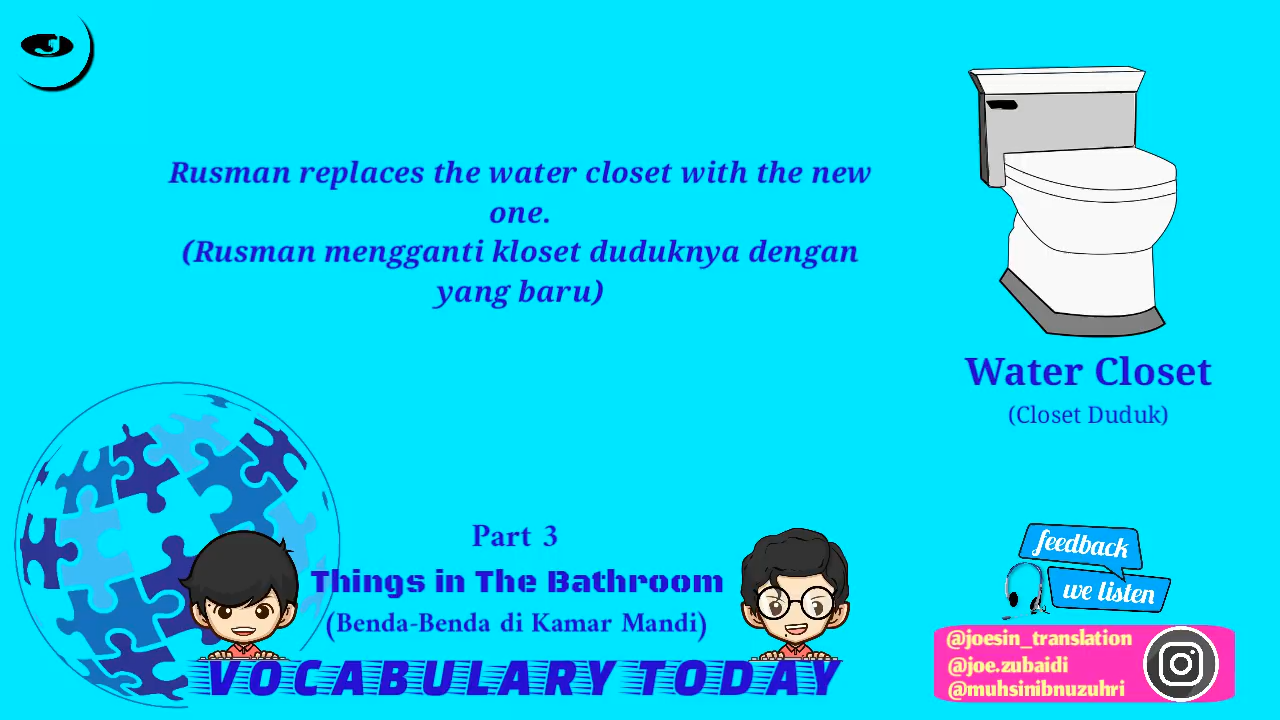 Rusman replaces the water closet with the new
one.
(Rusman mengganti kloset duduknya dengan
yang baru)
Water Closet
(Closet Duduk)
Part 3
Things in The Bathroom
(Benda-Benda di Kamar Mandi)
VOCABULARY TODAY
feedback
we listen
@joesin_translation
@joe.zubaidi
@muhsinibnuzuhri